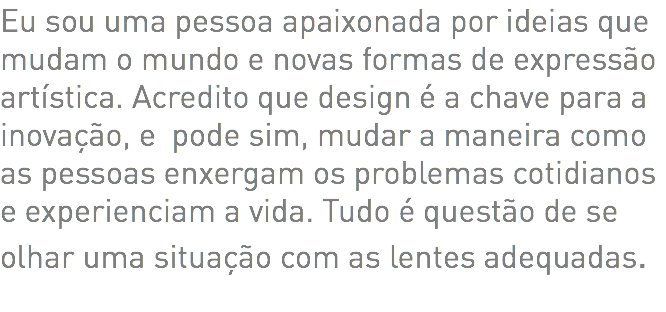 Eu sou uma pessoa apaixonada por ideias que
mudam o mundo e novas formas de expressão
artística. Acredito que design é a chave para a
inovação, e  pode sim, mudar a maneira como
as pessoas enxergam os problemas cotidianos
e experienciam a vida. Tudo é questão de se
olhar uma situação com as lentes adequadas.